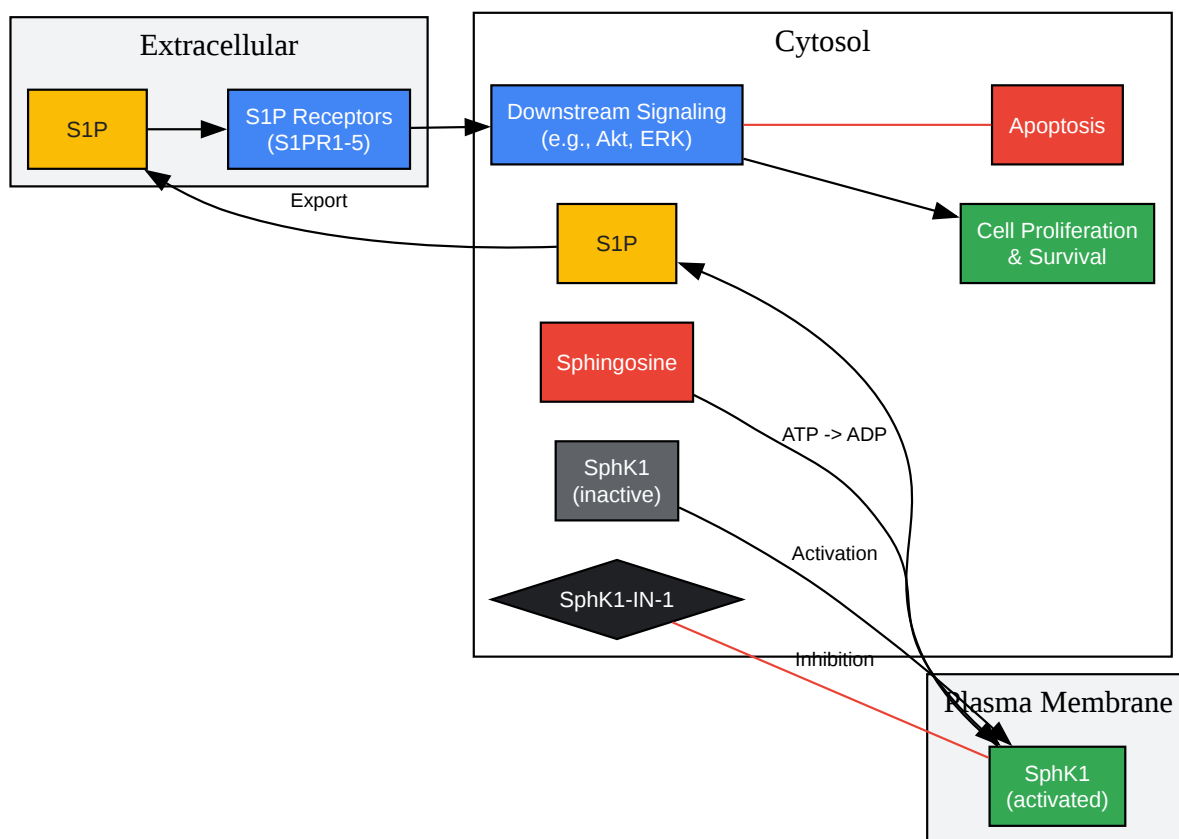 Extracellular
Cytosol
S1P
S1P Receptors
(S1PR1-5)
Downstream Signaling
(e.g., Akt, ERK)
Apoptosis
Export
S1P
Cell Proliferation
& Survival
Sphingosine
ATP -> ADP
SphK1
(inactive)
Activation
SphK1-IN-1
Inhibition
Plasma Membrane
SphK1
(activated)